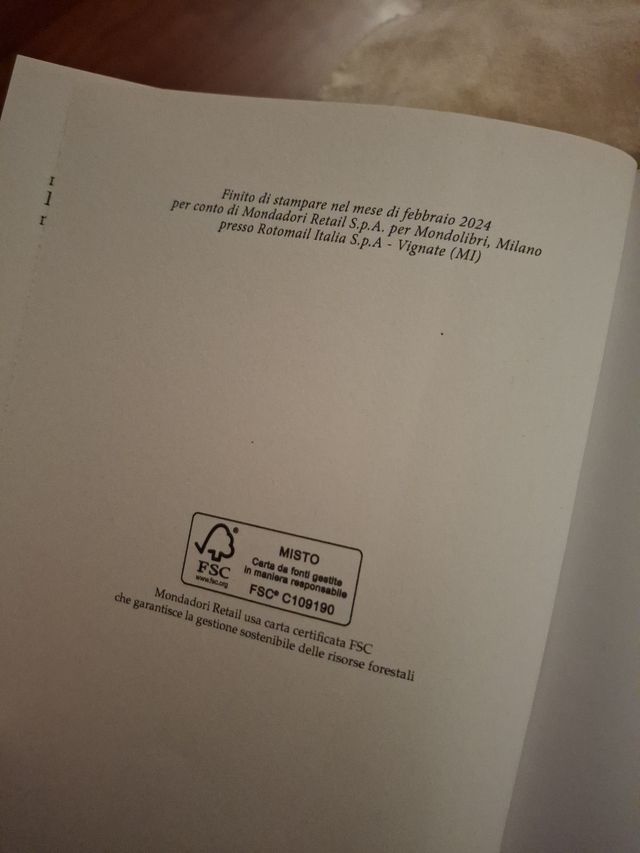 Finito di stampare nel mese di febbraio 2024
per conto di Mondadori Retail S.p.A. per Mondolibri, Milano
presso Rotomail Italia S.p.A - Vignate (MI)
r
l
r
FSC
www.fsc.org
MISTO
Carta da fonti gestite
in maniera responsabile
FSC® C109190
Mondadori Retail usa carta certificata FSC
che garantisce la gestione sostenibile delle risorse forestali